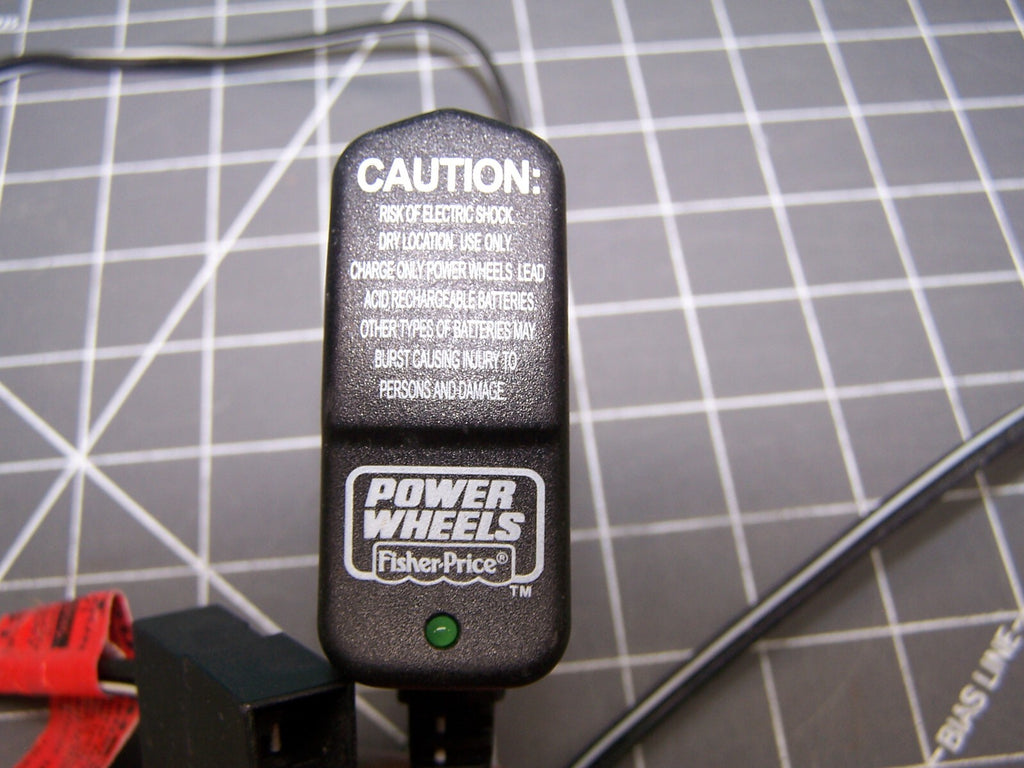 CAUTION:
RISK OF ELECTRIC SHOCK
DRY LOCATION USE ONLY
CHARGE ONLY POWER WHEELS LEAD
ACID RECHARGEABLE BATTERIES
OTHER TYPES OF BATTERIES MAY
BURST CAUSING INJURY TO
PERSONS AND DAMAGE.
POWER
WHEELS
Fisher-Price®
TM
BIAS LINE